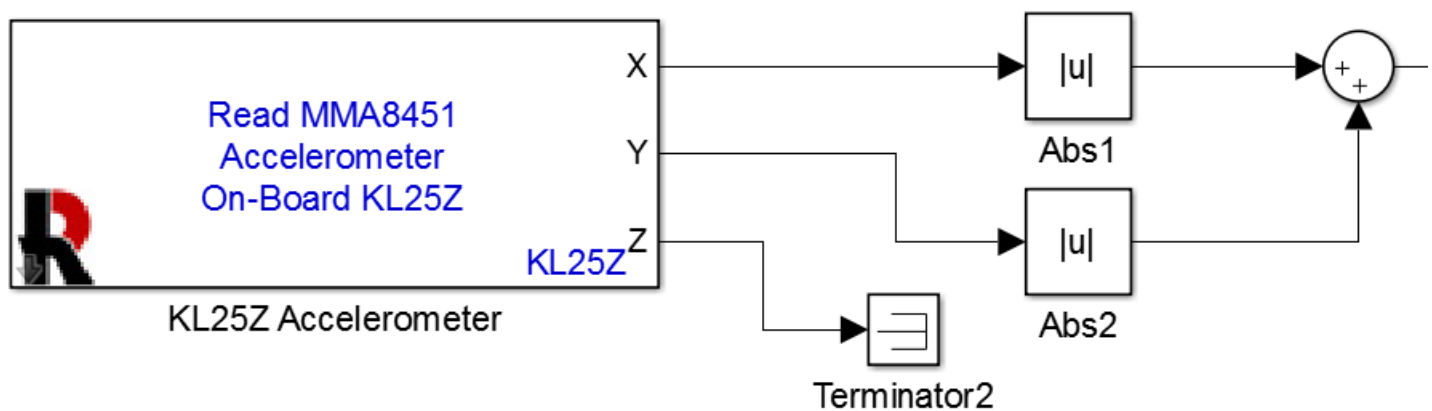 X
Read MMA8451
Accelerometer
On-Board KL25Z
Y
Z
KL25Z
KL25Z Accelerometer
|u|
Abs1
|u|
Abs2
+
+
Terminator2